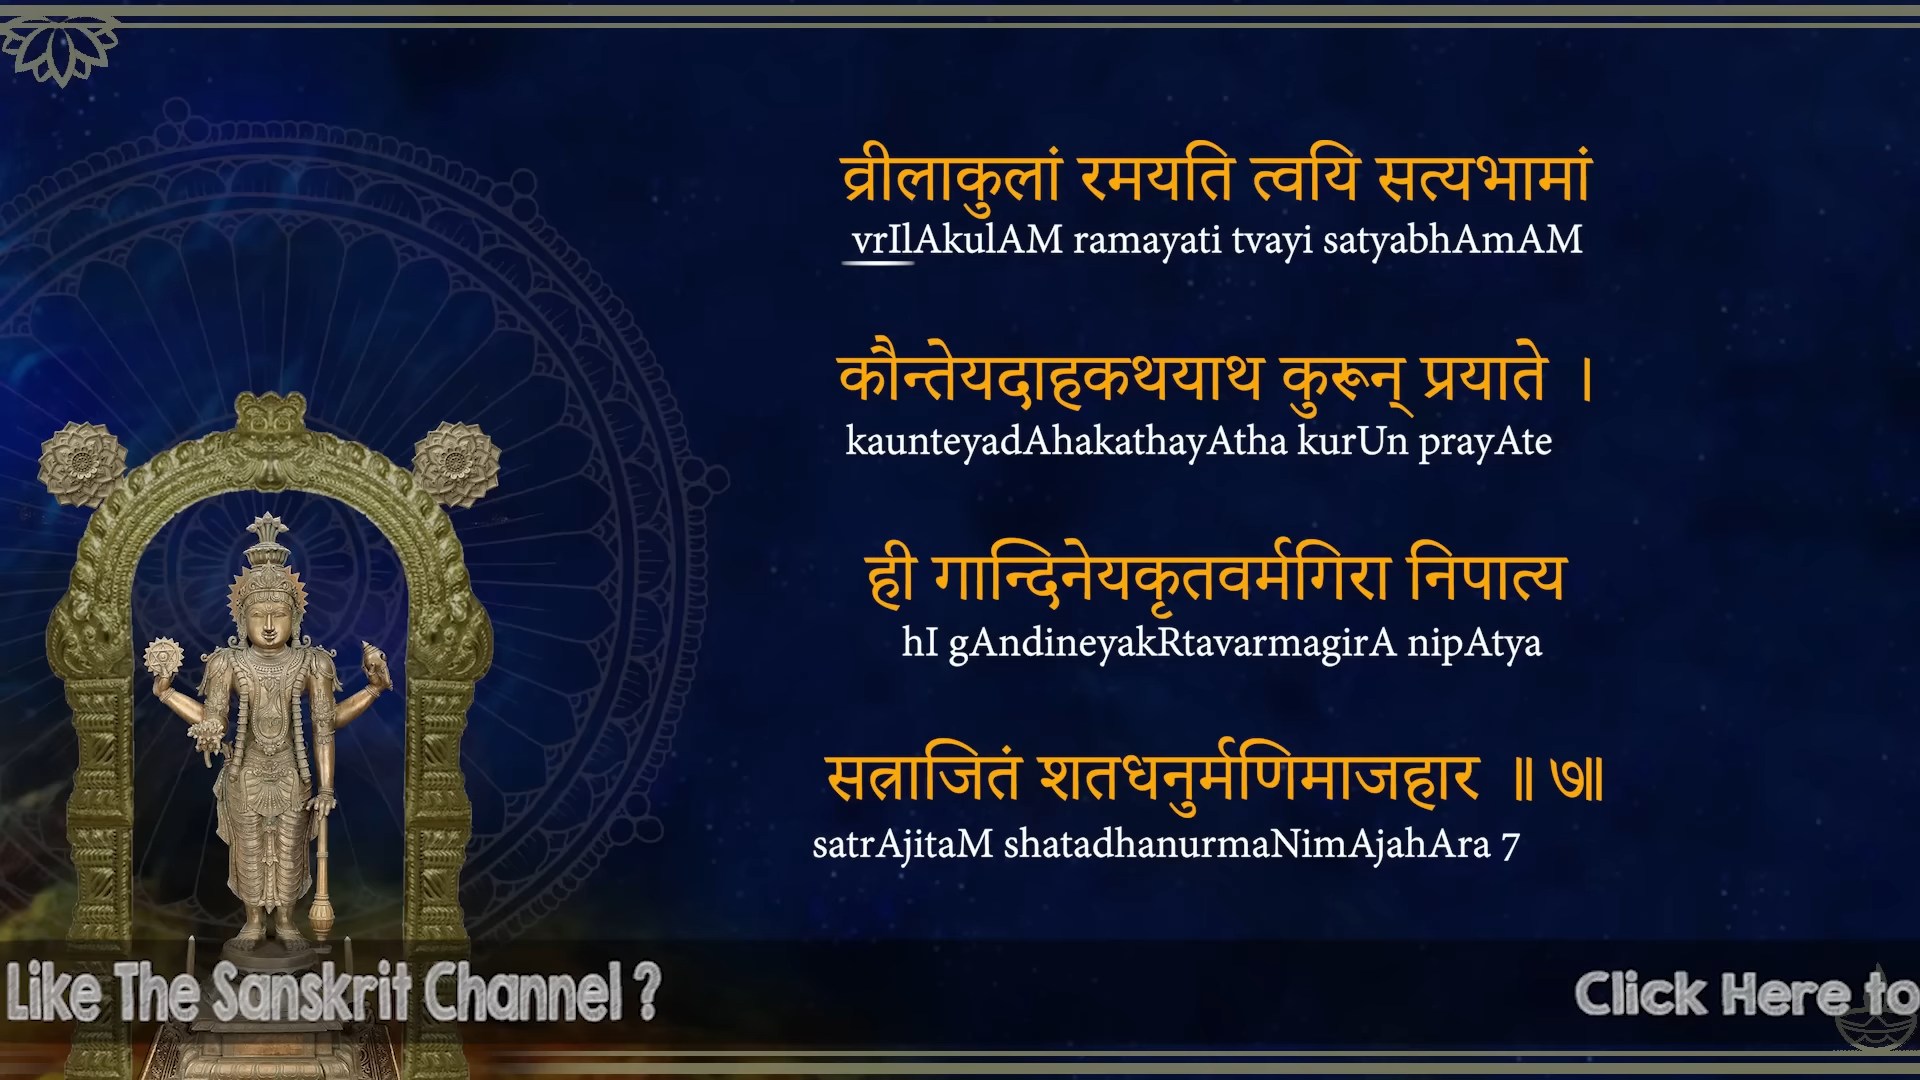 व्रीलाकुलां रमयति त्वयि सत्यभामां
vrIlAkulAM ramayati tvayi satyabhAmAM
कौन्तेयदाहकथयाथ कुरून् प्रयाते ।
kaunteyadAhakathayAtha kurUn prayAte
ही गान्दिनेयकृतवर्मगिरा निपात्य
hI gAndineyakRtavarmagirA nipAtya
सत्राजितं शतधनुर्मणिमाजहार ॥ ७॥
satrAjitaM shatadhanurmaNimAjahAra 7
Like The Sanskrit Channel ?
Click Here to